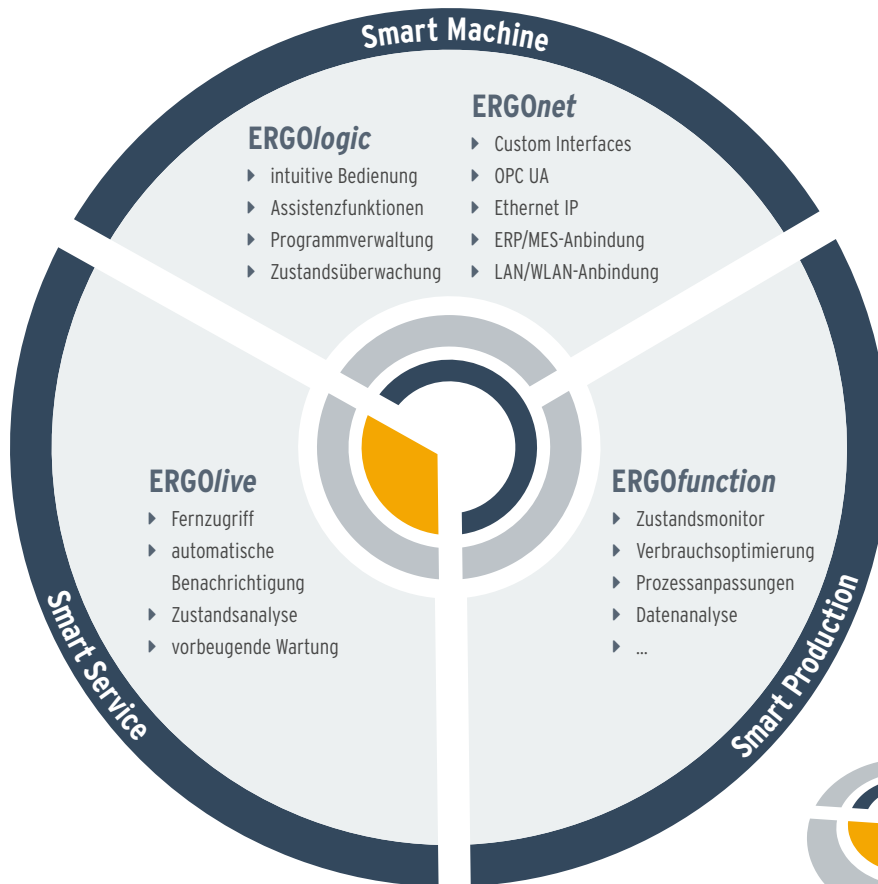 Smart Machine
ERGOlogic
intuitive Bedienung
Assistenzfunktionen
Programmverwaltung
Zustandsüberwachung
ERGOnet
Custom Interfaces
OPC UA
Ethernet IP
ERP/MES-Anbindung
LAN/WLAN-Anbindung
ERGOlive
Fernzugriff
automatische
Benachrichtigung
Zustandsanalyse
vorbeugende Wartung
Smart Service
ERGOfunction
Zustandsmonitor
Verbrauchsoptimierung
Prozessanpassungen
Datenanalyse
...
Smart Production